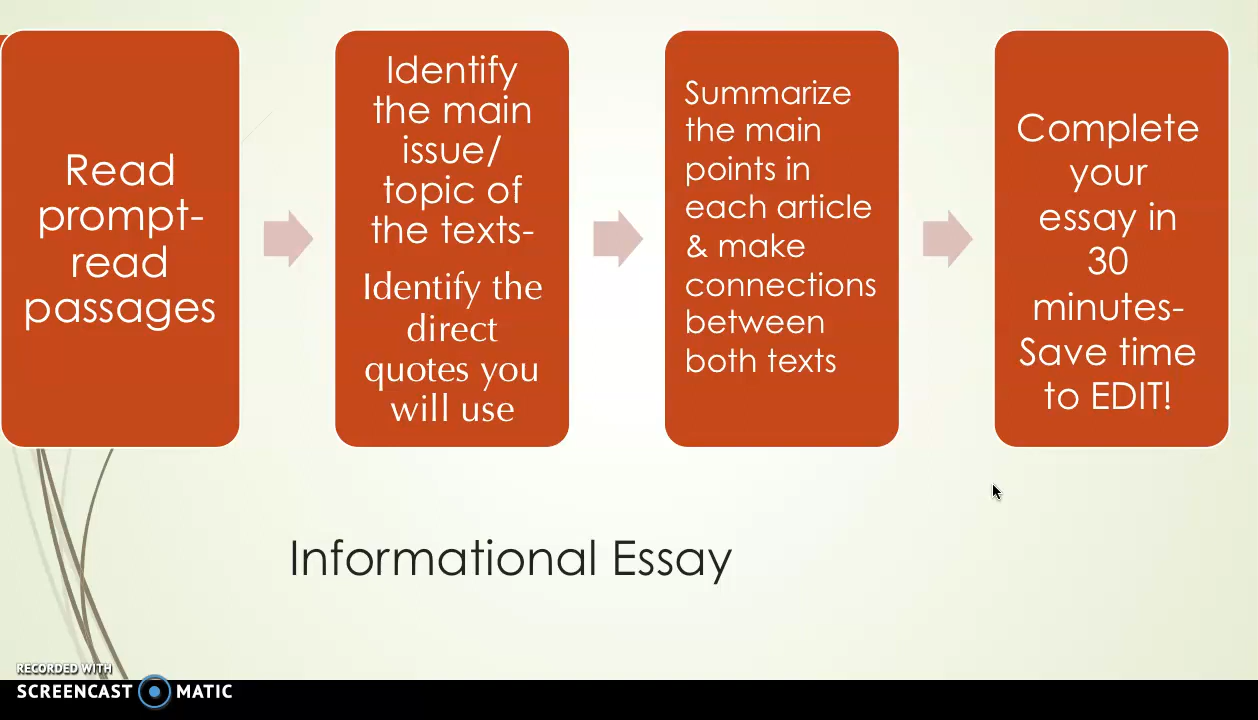 Read
prompt-
read
passages
Identify
the main
issue/
topic of
the texts-
Identify the
direct
quotes you
will use
Summarize
the main
points in
each article
& make
connections
between
both texts
Complete
your
essay in
30
minutes-
Save time
to EDIT!
Informational Essay
RECORDED WITH
SCREENCAST MATIC